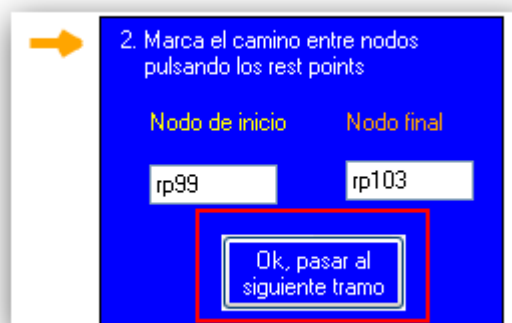 2. Marca el camino entre nodos
pulsando los rest points
Nodo de inicio Nodo final
rp99 rp103
Ok, pasar al
siguiente tramo